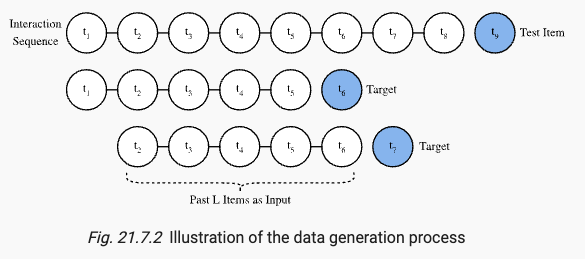 Interaction Sequence t₁ t₂ t₃ t₄ t₅ t₆ t₇ t₈ t₉ Test Item
t₁ t₂ t₃ t₄ t₅ t₆ Target
t₂ t₃ t₄ t₅ t₆ t₇ Target
Past L Items as Input
Fig. 21.7.2 Illustration of the data generation process